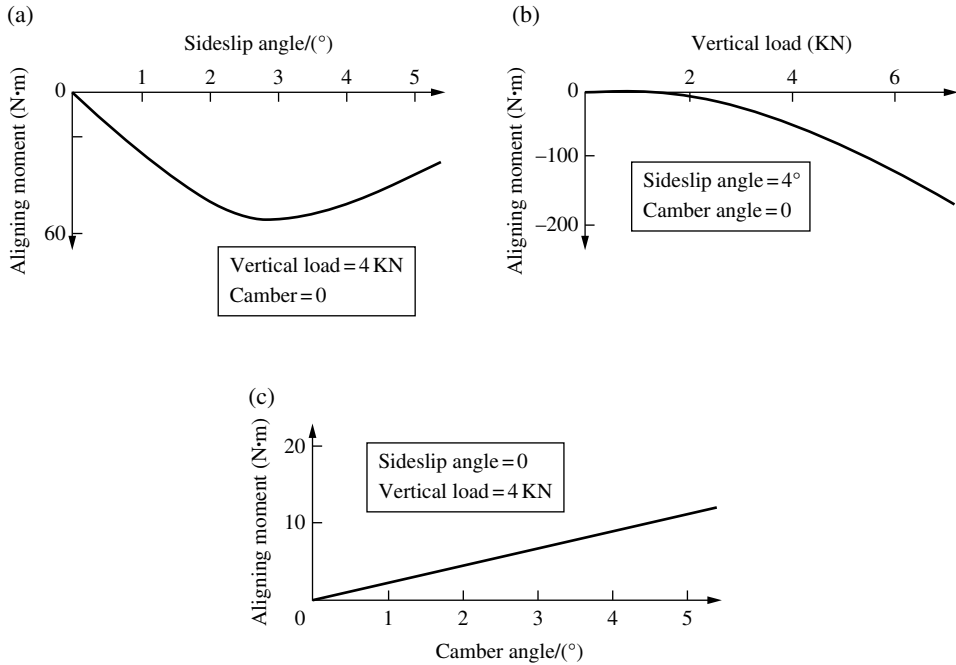 (a)
Sideslip angle/(°)
1 2 3 4 5
0
60
Aligning moment (N·m)
Vertical load = 4 KN
Camber = 0
(b)
Vertical load (KN)
2 4 6
0
–100
–200
Aligning moment (N·m)
Sideslip angle = 4°
Camber angle = 0
(c)
20
10
0
Aligning moment (N·m)
Sideslip angle = 0
Vertical load = 4 KN
1 2 3 4 5
Camber angle/(°)